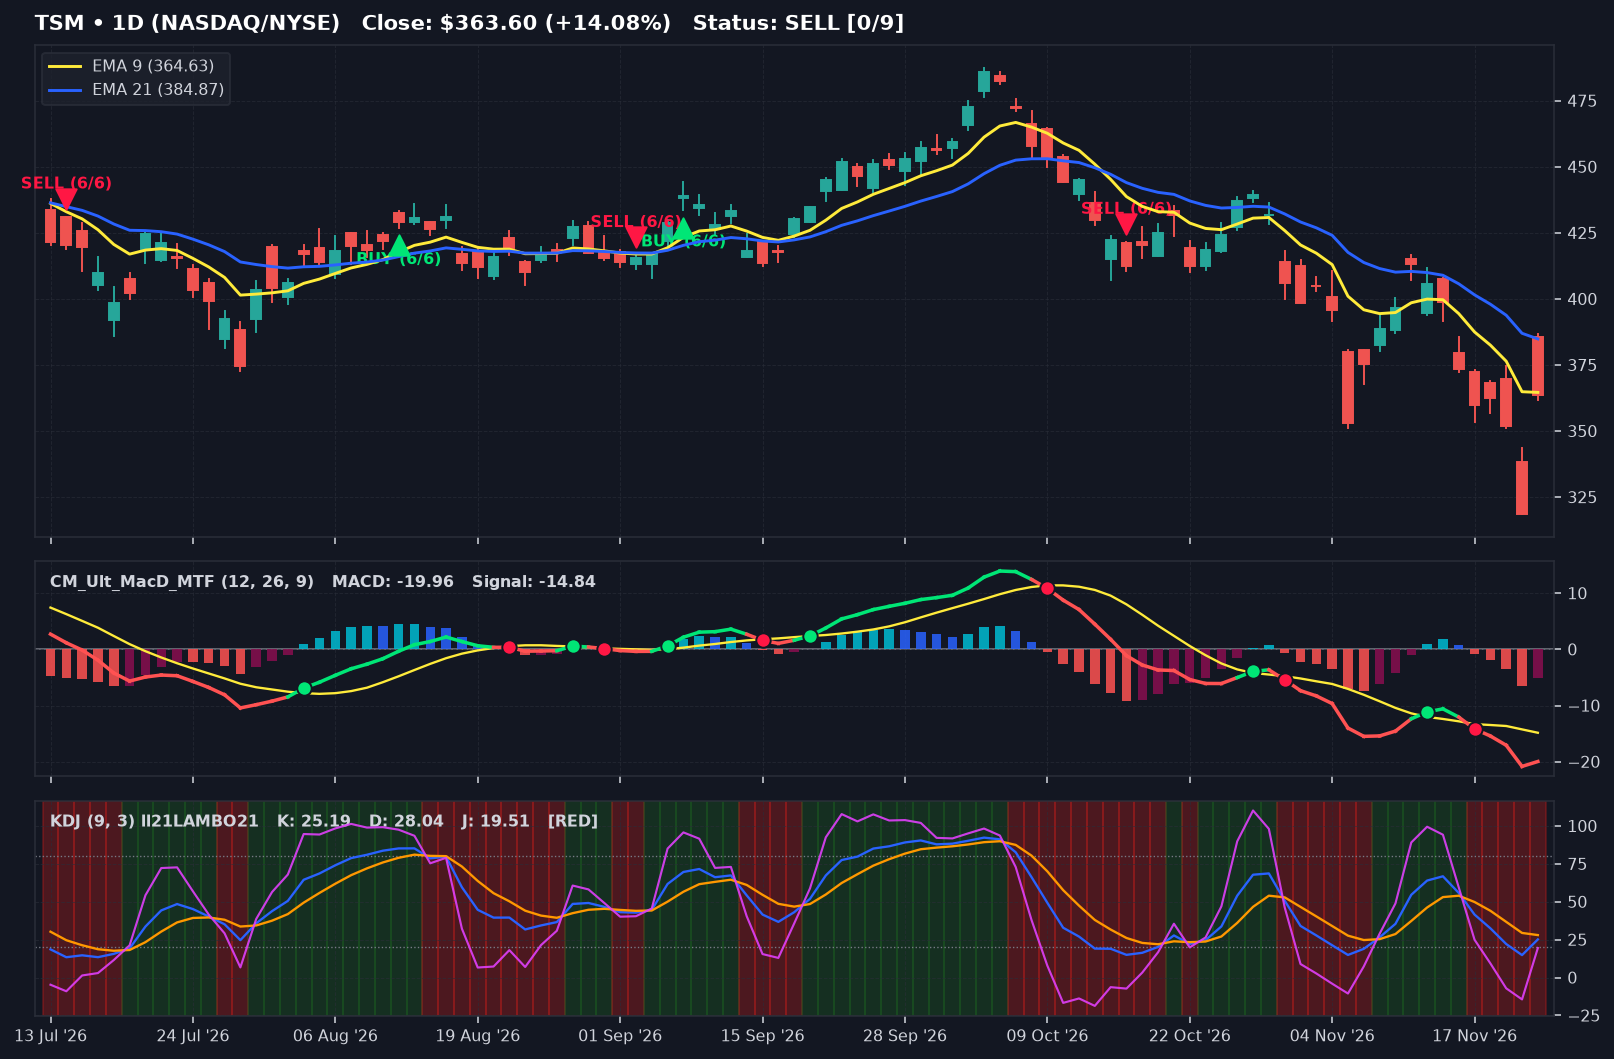 TSM • 1D (NASDAQ/NYSE)   Close: $363.60 (+14.08%)   Status: SELL [0/9]
EMA 9 (364.63)
EMA 21 (384.87)
SELL (6/6)
BUY (6/6)
SELL (6/6)
BUY (6/6)
SELL (6/6)
475
450
425
400
375
350
325
CM_Ult_MacD_MTF (12, 26, 9)   MACD: -19.96   Signal: -14.84
10
0
−10
−20
KDJ (9, 3) II21LAMBO21   K: 25.19   D: 28.04   J: 19.51   [RED]
100
75
50
25
0
−25
13 Jul '26
24 Jul '26
06 Aug '26
19 Aug '26
01 Sep '26
15 Sep '26
28 Sep '26
09 Oct '26
22 Oct '26
04 Nov '26
17 Nov '26